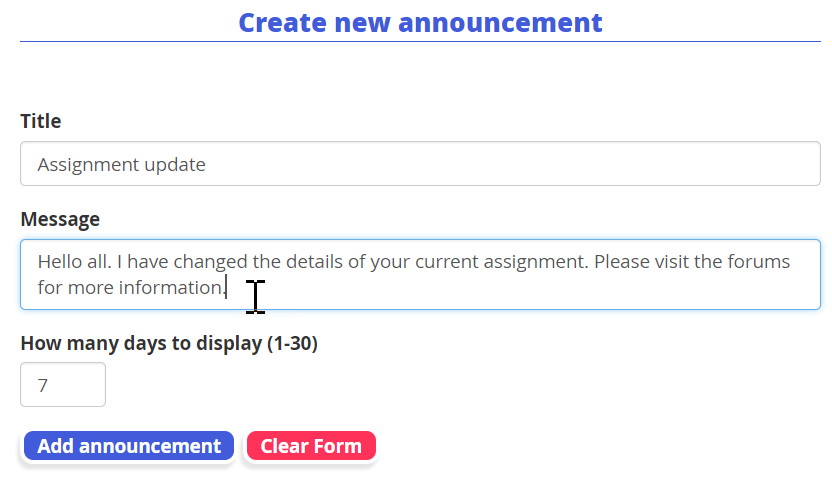 Create new announcement
Title
Assignment update
Message
Hello all. I have changed the details of your current assignment. Please visit the forums
for more information.
How many days to display (1-30)
7
Add announcement Clear Form